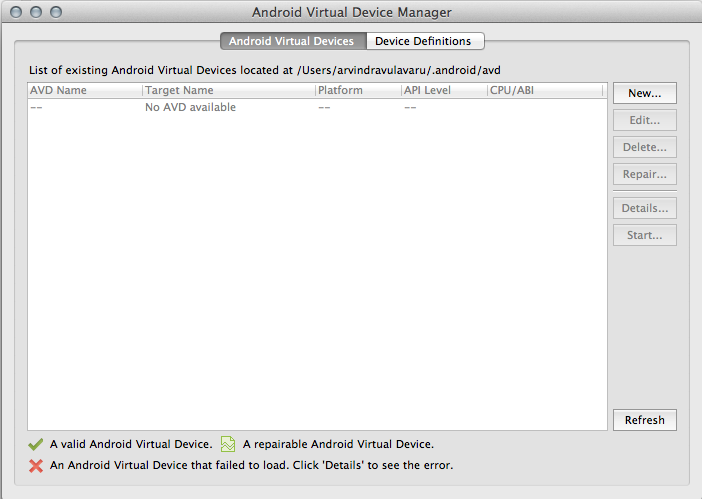 Android Virtual Device Manager
Android Virtual Devices Device Definitions
List of existing Android Virtual Devices located at /Users/arvindravulavaru/.android/avd
AVD Name Target Name Platform API Level CPU/ABI
-- No AVD available -- --
New...
Edit...
Delete...
Repair...
Details...
Start...
Refresh
A valid Android Virtual Device. A repairable Android Virtual Device.
An Android Virtual Device that failed to load. Click 'Details' to see the error.